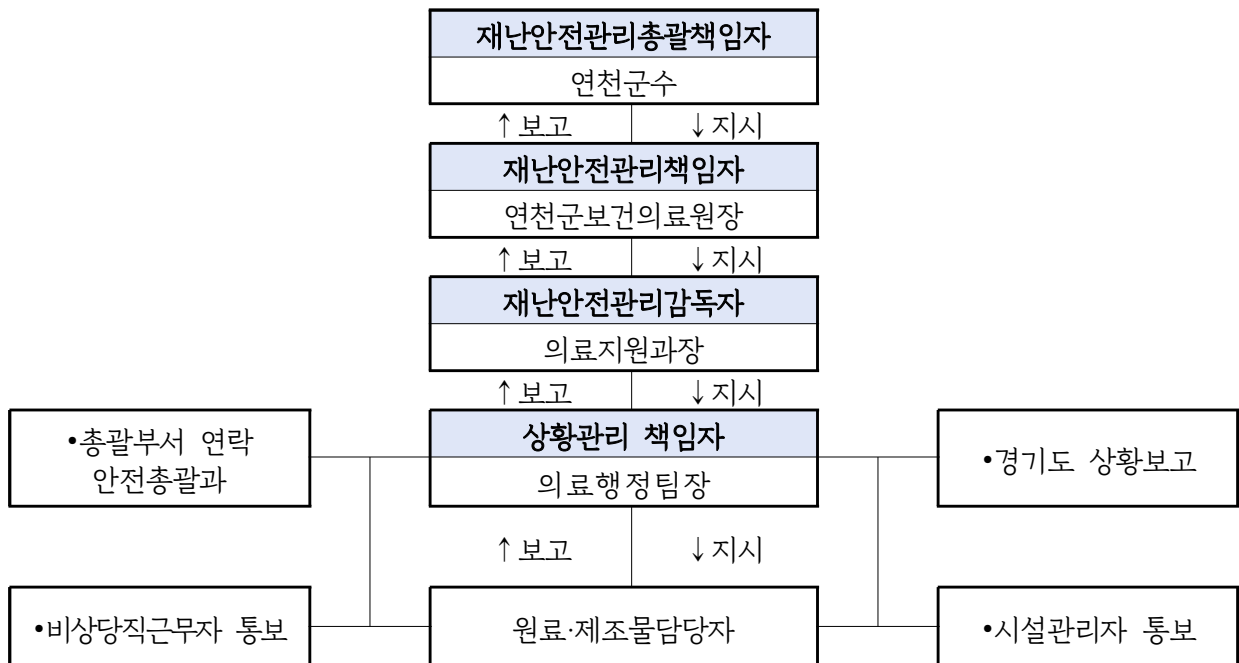 재난안전관리총괄책임자
연천군수
↑보고 ↓지시
재난안전관리책임자
연천군보건의료원장
↑보고 ↓지시
재난안전관리감독자
의료지원과장
↑보고 ↓지시
•총괄부서 연락
안전총괄과
상황관리 책임자
의료행정팀장
•경기도 상황보고
↑보고 ↓지시
•비상당직근무자 통보
원료·제조물담당자
•시설관리자 통보